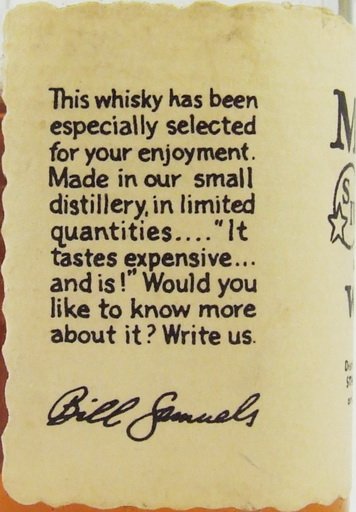 This whisky has been
especially selected
for your enjoyment.
Made in our small
distillery, in limited
quantities...." It
tastes expensive...
and is!" Would you
like to know more
about it? Write us.
Bill Samuels
M
S
W